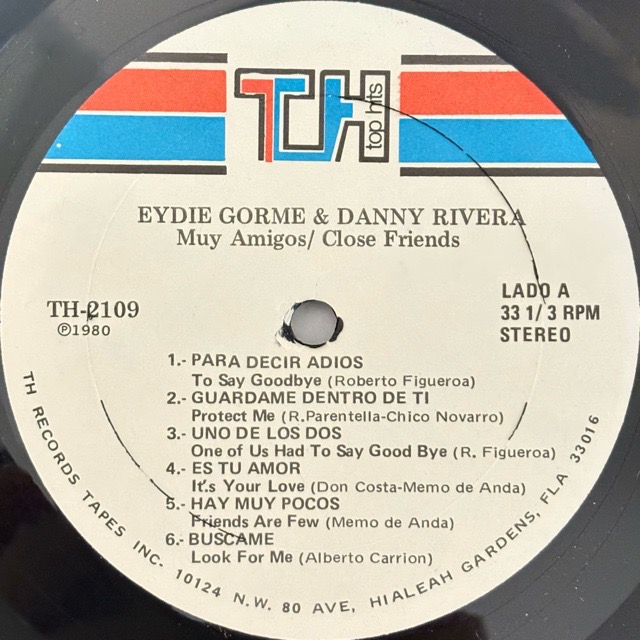 TH top hits
EYDIE GORME & DANNY RIVERA
Muy Amigos/ Close Friends
TH-2109
℗1980
LADO A
33 1/3 RPM
STEREO
1.- PARA DECIR ADIOS
To Say Goodbye (Roberto Figueroa)
2.- GUARDAME DENTRO DE TI
Protect Me (R.Parentella-Chico Novarro)
3.- UNO DE LOS DOS
One of Us Had To Say Good Bye (R. Figueroa)
4.- ES TU AMOR
It's Your Love (Don Costa-Memo de Anda)
5.- HAY MUY POCOS
Friends Are Few (Memo de Anda)
6.- BUSCAME
Look For Me (Alberto Carrion)
TH RECORDS TAPES INC. 10124 N.W. 80 AVE, HIALEAH GARDENS, FLA 33016